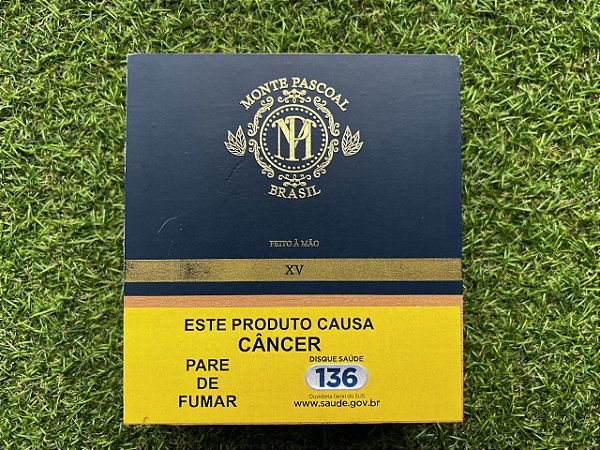 MONTE PASCOAL
MP
BRASIL
FEITO À MÃO
XV
ESTE PRODUTO CAUSA
CÂNCER
PARE
DE
FUMAR
DISQUE SAÚDE
136
Ouvidoria Geral do SUS
www.saude.gov.br